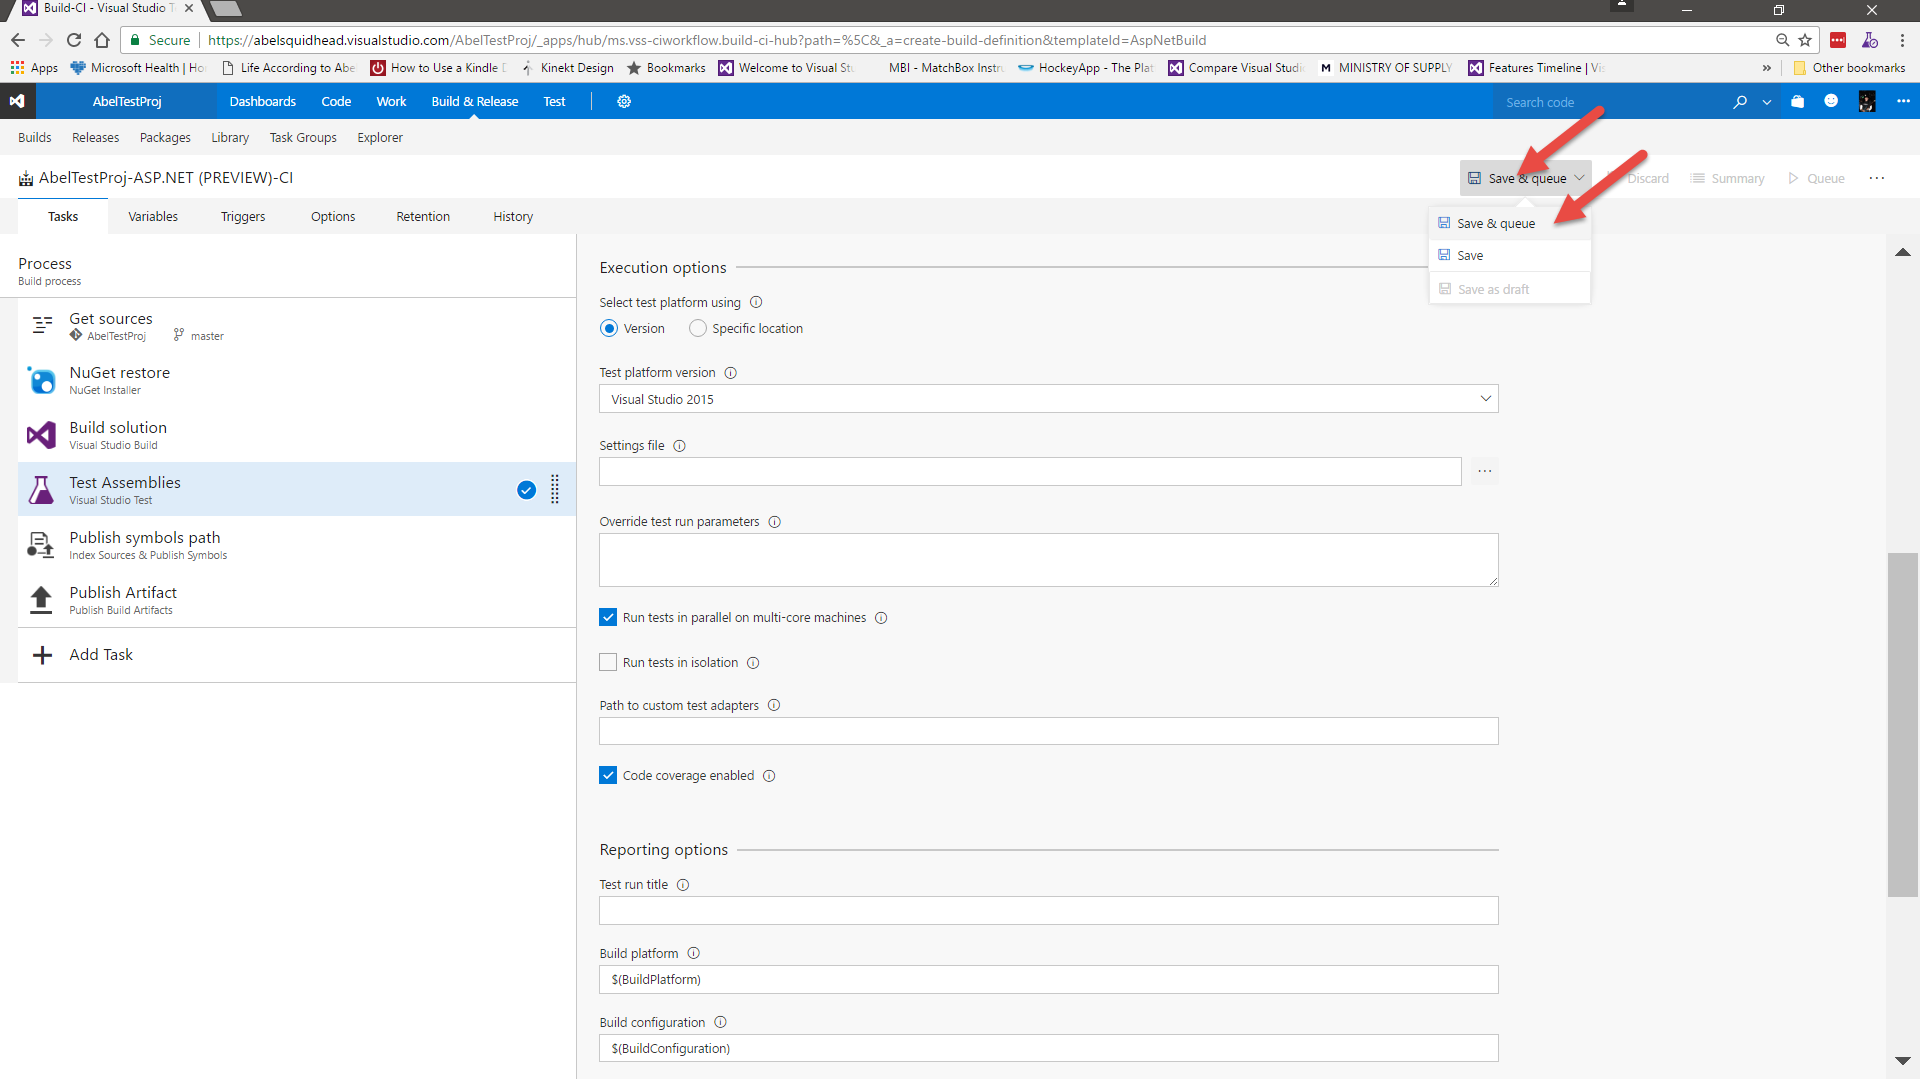 Build-CI - Visual Studio T
Secure
https://abelsquidhead.visualstudio.com/AbelTestProj/_apps/hub/ms.vss-ciworkflow.build-ci-hub?path=%5C&_a=create-build-definition&templateId=AspNetBuild
Apps
Microsoft Health | Ho
Life According to Abe
How to Use a Kindle D
Kinekt Design
Bookmarks
Welcome to Visual Stu
MBI - MatchBox Instru
HockeyApp - The Plat
Compare Visual Studio
M MINISTRY OF SUPPLY
Features Timeline | Vis
»
Other bookmarks
AbelTestProj
Dashboards
Code
Work
Build & Release
Test
Search code
Builds
Releases
Packages
Library
Task Groups
Explorer
AbelTestProj-ASP.NET (PREVIEW)-CI
Save & queue
Discard
Summary
Queue
Tasks
Variables
Triggers
Options
Retention
History
Save & queue
Save
Save as draft
Process
Build process
Get sources
AbelTestProj
master
NuGet restore
NuGet Installer
Build solution
Visual Studio Build
Test Assemblies
Visual Studio Test
Publish symbols path
Index Sources & Publish Symbols
Publish Artifact
Publish Build Artifacts
Add Task
Execution options
Select test platform using
Version
Specific location
Test platform version
Visual Studio 2015
Settings file
...
Override test run parameters
Run tests in parallel on multi-core machines
Run tests in isolation
Path to custom test adapters
Code coverage enabled
Reporting options
Test run title
Build platform
$(BuildPlatform)
Build configuration
$(BuildConfiguration)